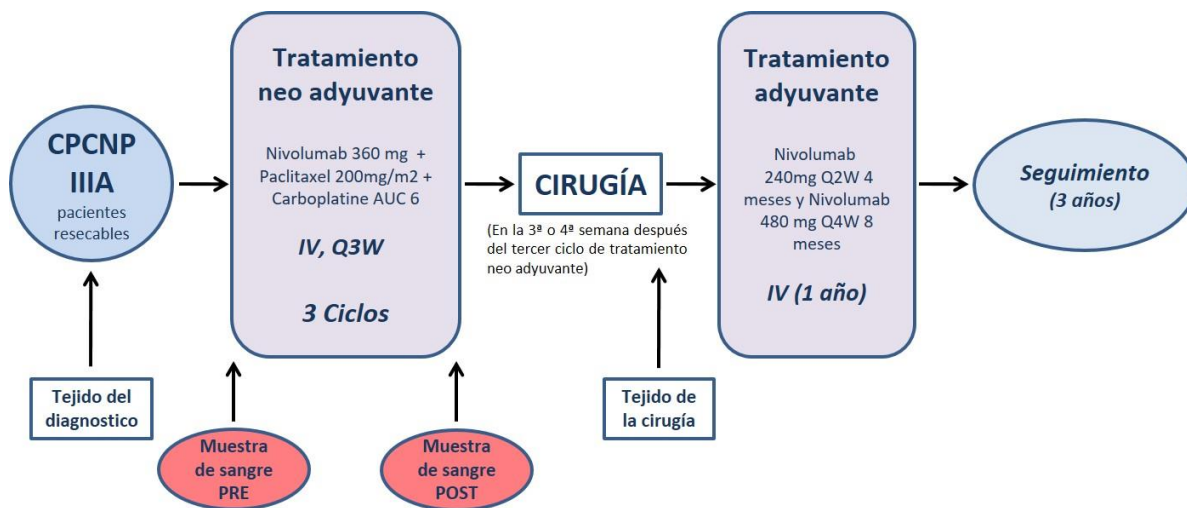 CPCNP
IIIA
pacientes
resecables
Tejido del
diagnostico
Tratamiento
neo adyuvante
Nivolumab 360 mg +
Paclitaxel 200mg/m2 +
Carboplatine AUC 6
IV, Q3W
3 Ciclos
Muestra
de sangre
PRE
Muestra
de sangre
POST
CIRUGÍA
(En la 3ª o 4ª semana después
del tercer ciclo de tratamiento
neo adyuvante)
Tejido de
la cirugía
Tratamiento
adyuvante
Nivolumab
240mg Q2W 4
meses y Nivolumab
480 mg Q4W 8
meses
IV (1 año)
Seguimiento
(3 años)